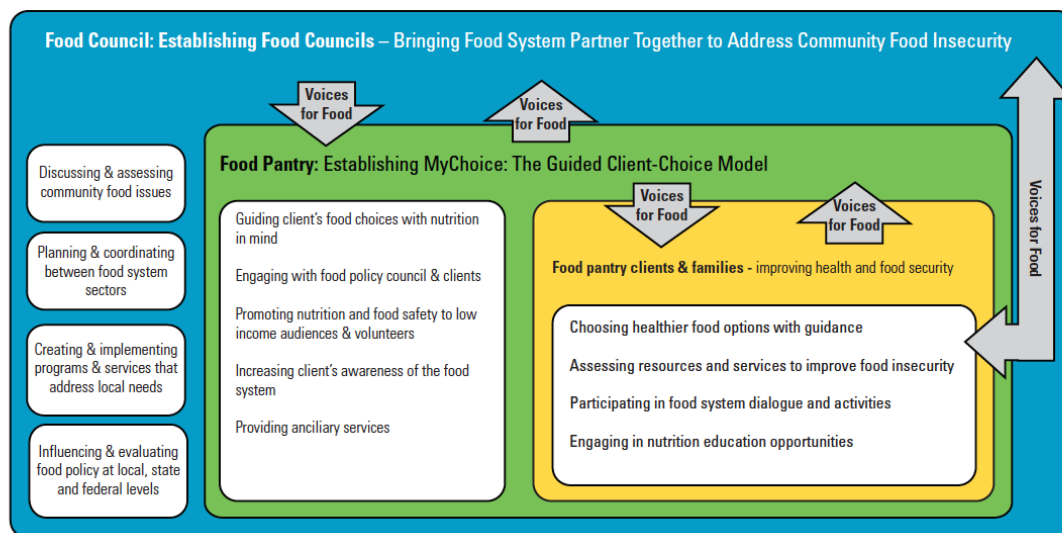 Food Council: Establishing Food Councils – Bringing Food System Partner Together to Address Community Food Insecurity
Voices
for Food
Voices
for Food
Discussing & assessing
community food issues
Planning & coordinating
between food system
sectors
Creating & implementing
programs & services that
address local needs
Influencing & evaluating
food policy at local, state
and federal levels
Food Pantry: Establishing MyChoice: The Guided Client-Choice Model
Guiding client's food choices with nutrition
in mind
Engaging with food policy council & clients
Promoting nutrition and food safety to low
income audiences & volunteers
Increasing client's awareness of the food
system
Providing ancillary services
Voices
for Food
Voices
for Food
Food pantry clients & families - improving health and food security
Choosing healthier food options with guidance
Assessing resources and services to improve food insecurity
Participating in food system dialogue and activities
Engaging in nutrition education opportunities
Voices for Food